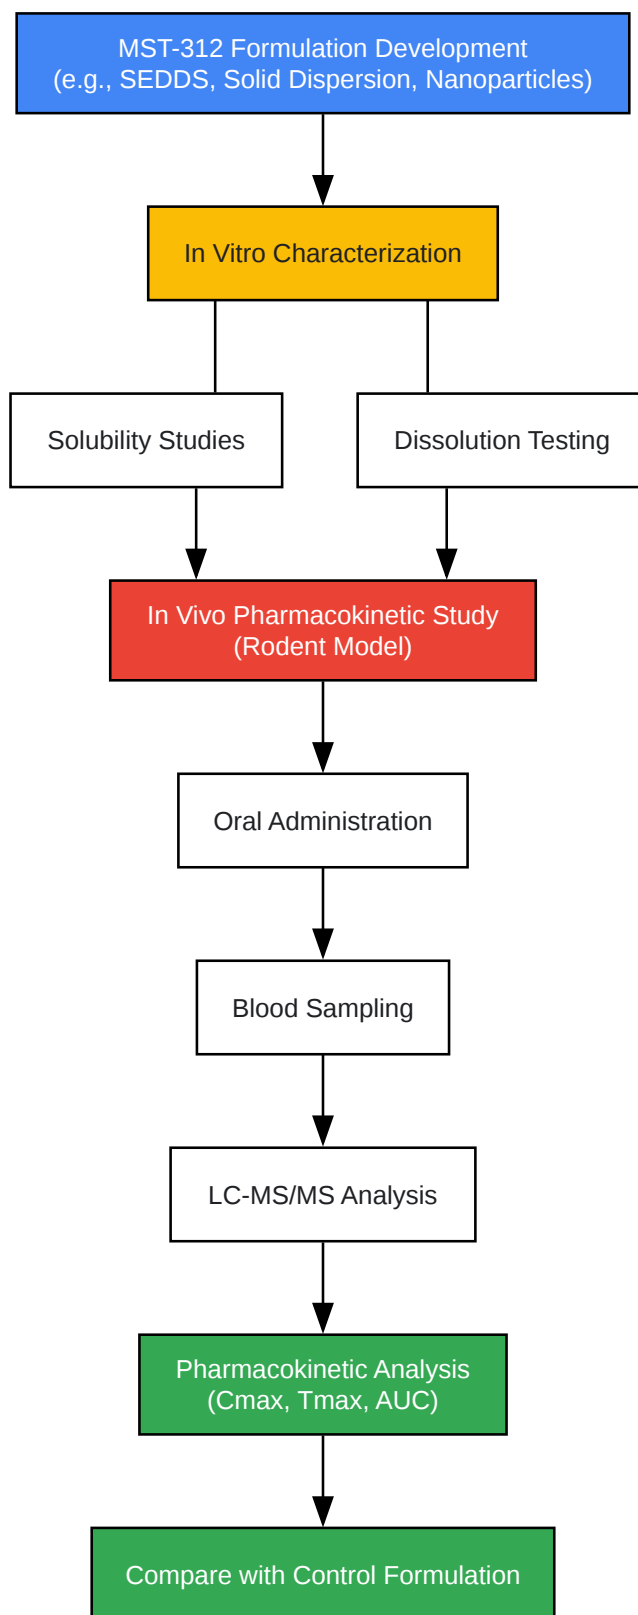 MST-312 Formulation Development
(e.g., SEDDS, Solid Dispersion, Nanoparticles)
In Vitro Characterization
Solubility Studies
Dissolution Testing
In Vivo Pharmacokinetic Study
(Rodent Model)
Oral Administration
Blood Sampling
LC-MS/MS Analysis
Pharmacokinetic Analysis
(Cmax, Tmax, AUC)
Compare with Control Formulation